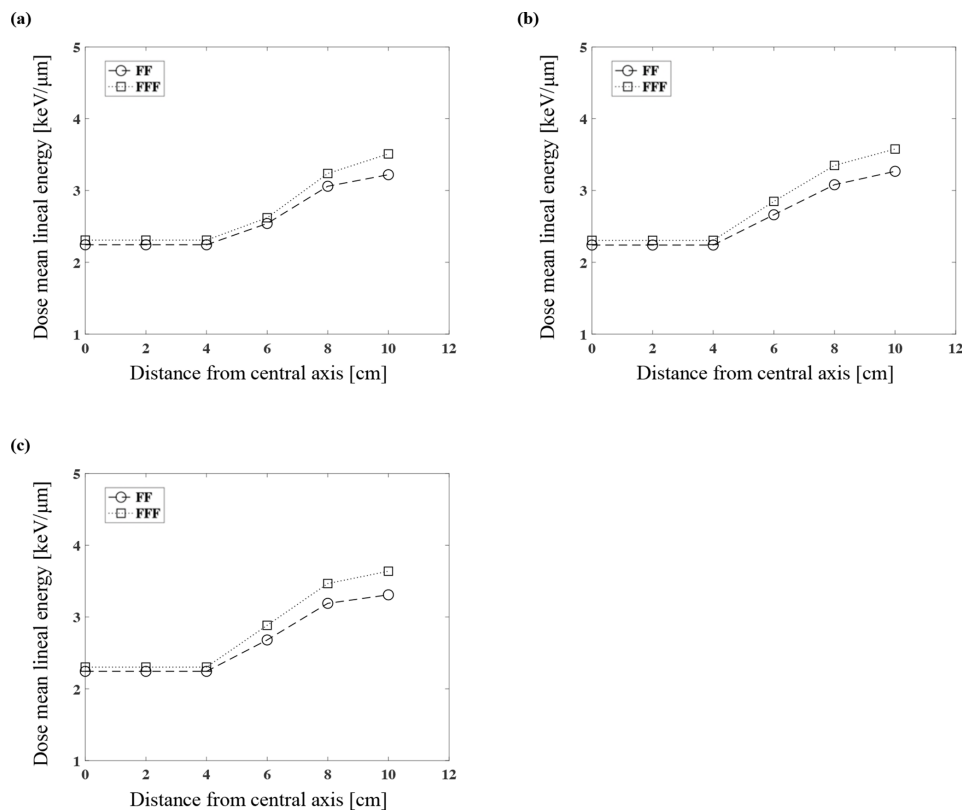 (a)
Dose mean lineal energy [keV/μm]
5
4
3
2
1
FF
FFF
0 2 4 6 8 10 12
Distance from central axis [cm]
(b)
Dose mean lineal energy [keV/μm]
5
4
3
2
1
FF
FFF
0 2 4 6 8 10 12
Distance from central axis [cm]
(c)
Dose mean lineal energy [keV/μm]
5
4
3
2
1
FF
FFF
0 2 4 6 8 10 12
Distance from central axis [cm]